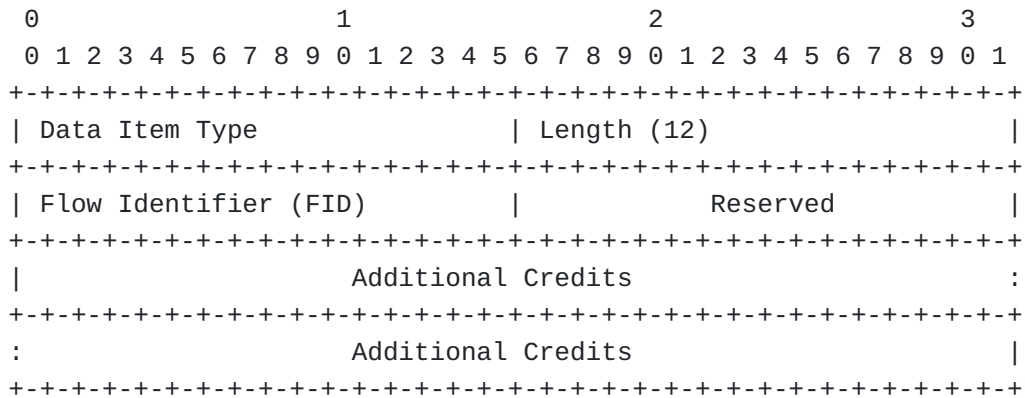 0                   1                   2                   3
 0 1 2 3 4 5 6 7 8 9 0 1 2 3 4 5 6 7 8 9 0 1 2 3 4 5 6 7 8 9 0 1
+-+-+-+-+-+-+-+-+-+-+-+-+-+-+-+-+-+-+-+-+-+-+-+-+-+-+-+-+-+-+-+-+
| Data Item Type                | Length (12)                   |
+-+-+-+-+-+-+-+-+-+-+-+-+-+-+-+-+-+-+-+-+-+-+-+-+-+-+-+-+-+-+-+-+
| Flow Identifier (FID)         |            Reserved           |
+-+-+-+-+-+-+-+-+-+-+-+-+-+-+-+-+-+-+-+-+-+-+-+-+-+-+-+-+-+-+-+-+
|                     Additional Credits                        :
+-+-+-+-+-+-+-+-+-+-+-+-+-+-+-+-+-+-+-+-+-+-+-+-+-+-+-+-+-+-+-+-+
:                     Additional Credits                        |
+-+-+-+-+-+-+-+-+-+-+-+-+-+-+-+-+-+-+-+-+-+-+-+-+-+-+-+-+-+-+-+-+